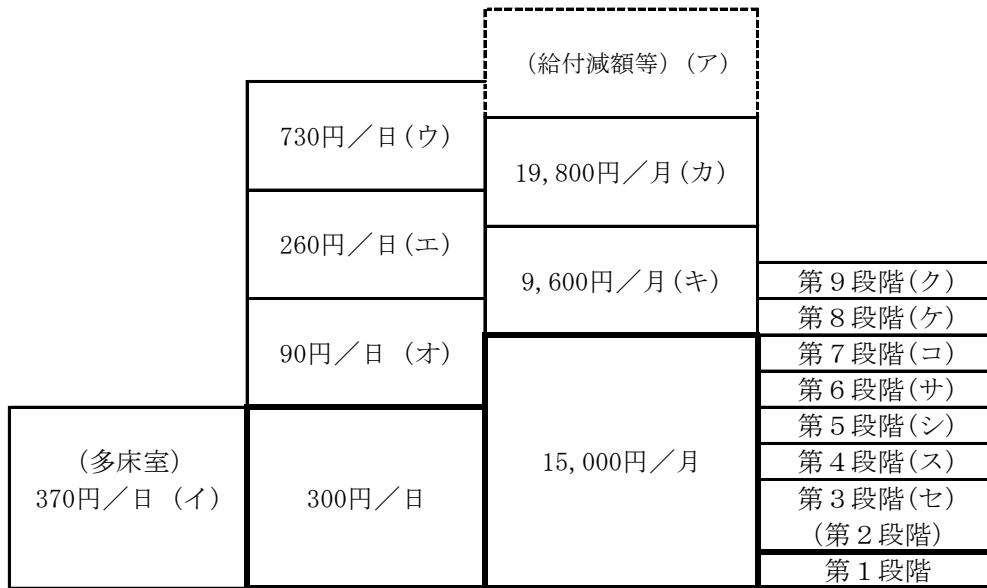 （給付減額等）(ア)
730円／日(ウ)
19,800円／月(カ)
260円／日(エ)
9,600円／月(キ)
第９段階(ク)
第８段階(ケ)
90円／日 （オ）
第７段階(コ)
第６段階(サ)
第５段階(シ)
（多床室）
370円／日 （イ）
300円／日
15,000円／月
第４段階(ス)
第３段階(セ)
（第２段階）
第１段階